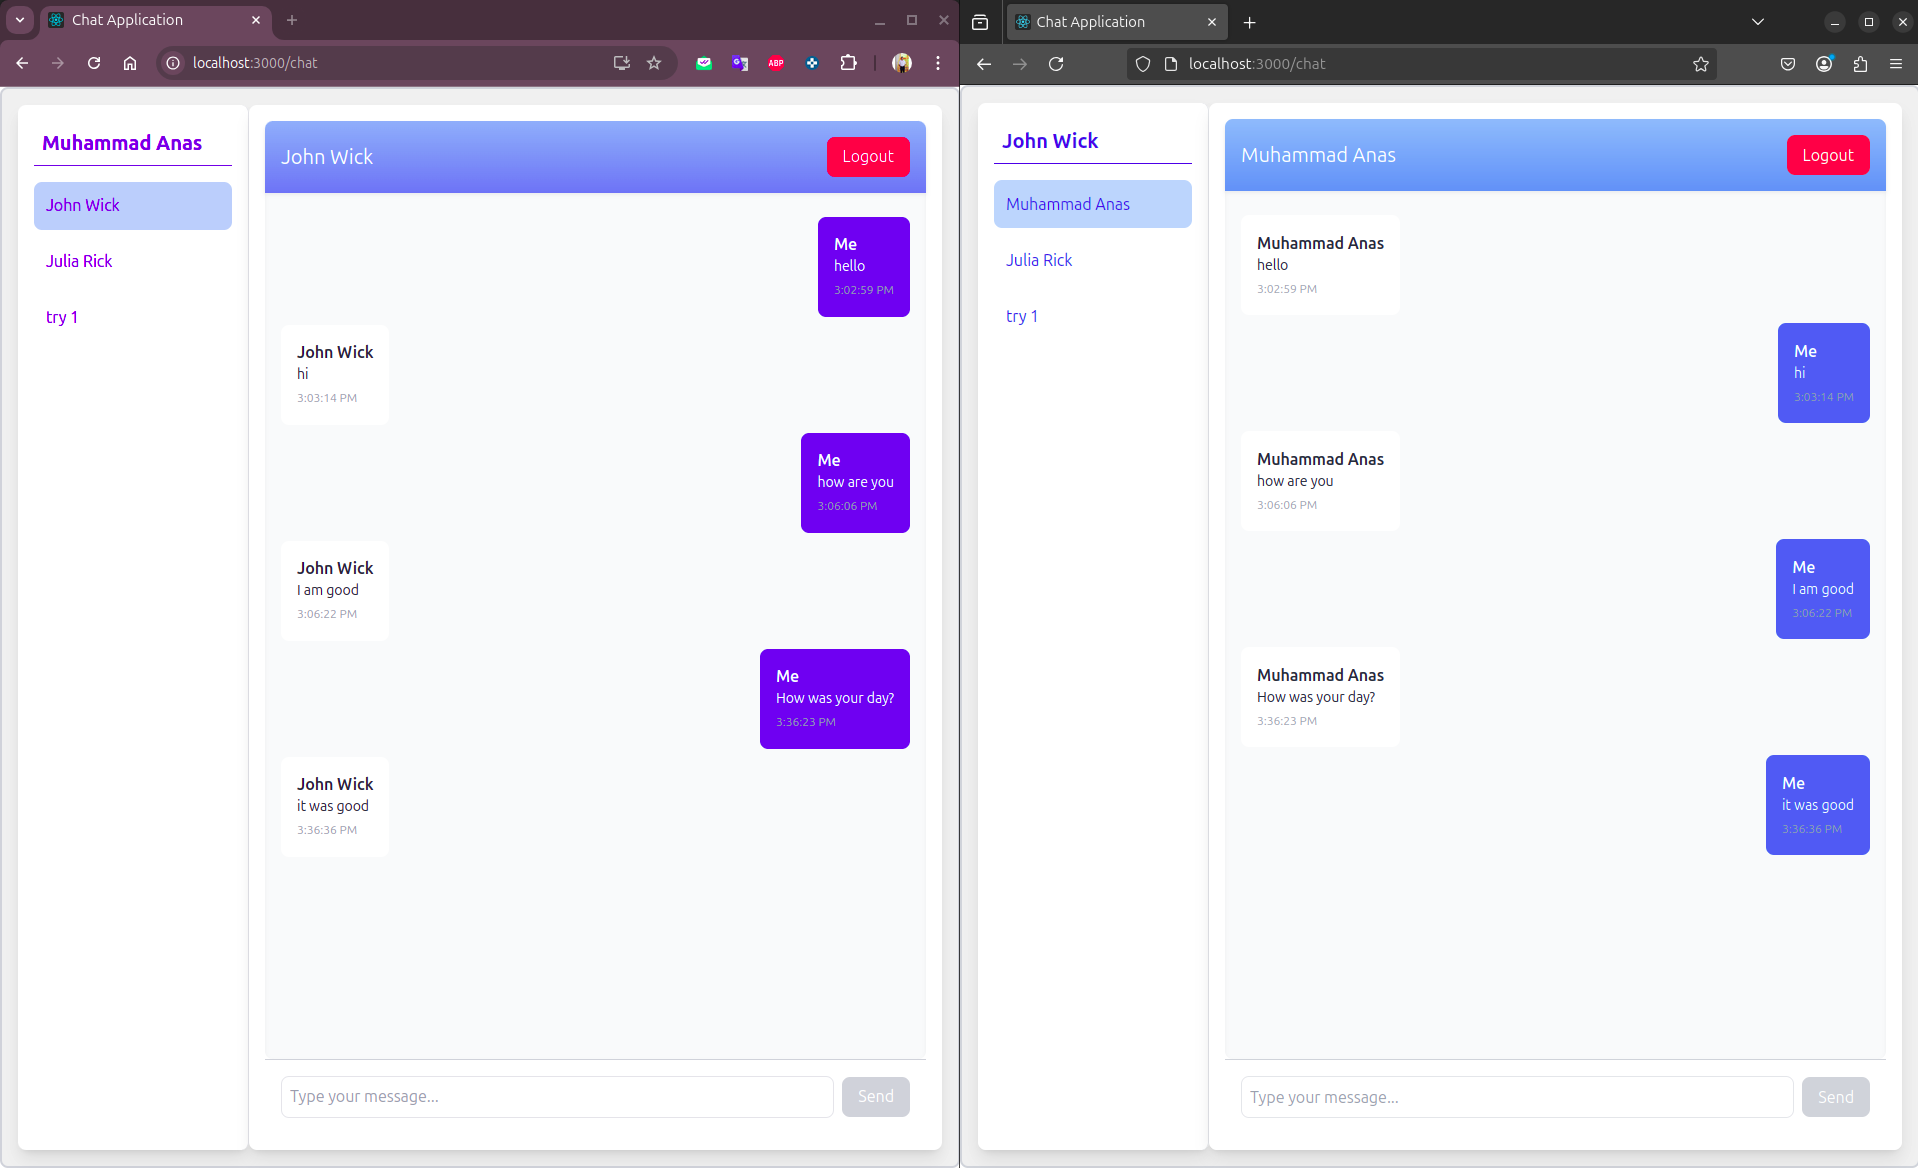 Chat Application
localhost:3000/chat
ABP
Muhammad Anas
John Wick
Julia Rick
try 1
John Wick
Logout
Me
hello
3:02:59 PM
John Wick
hi
3:03:14 PM
Me
how are you
3:06:06 PM
John Wick
I am good
3:06:22 PM
Me
How was your day?
3:36:23 PM
John Wick
it was good
3:36:36 PM
Type your message...
Send
Chat Application
localhost:3000/chat
John Wick
Muhammad Anas
Julia Rick
try 1
Muhammad Anas
Logout
Muhammad Anas
hello
3:02:59 PM
Me
hi
3:03:14 PM
Muhammad Anas
how are you
3:06:06 PM
Me
I am good
3:06:22 PM
Muhammad Anas
How was your day?
3:36:23 PM
Me
it was good
3:36:36 PM
Type your message...
Send